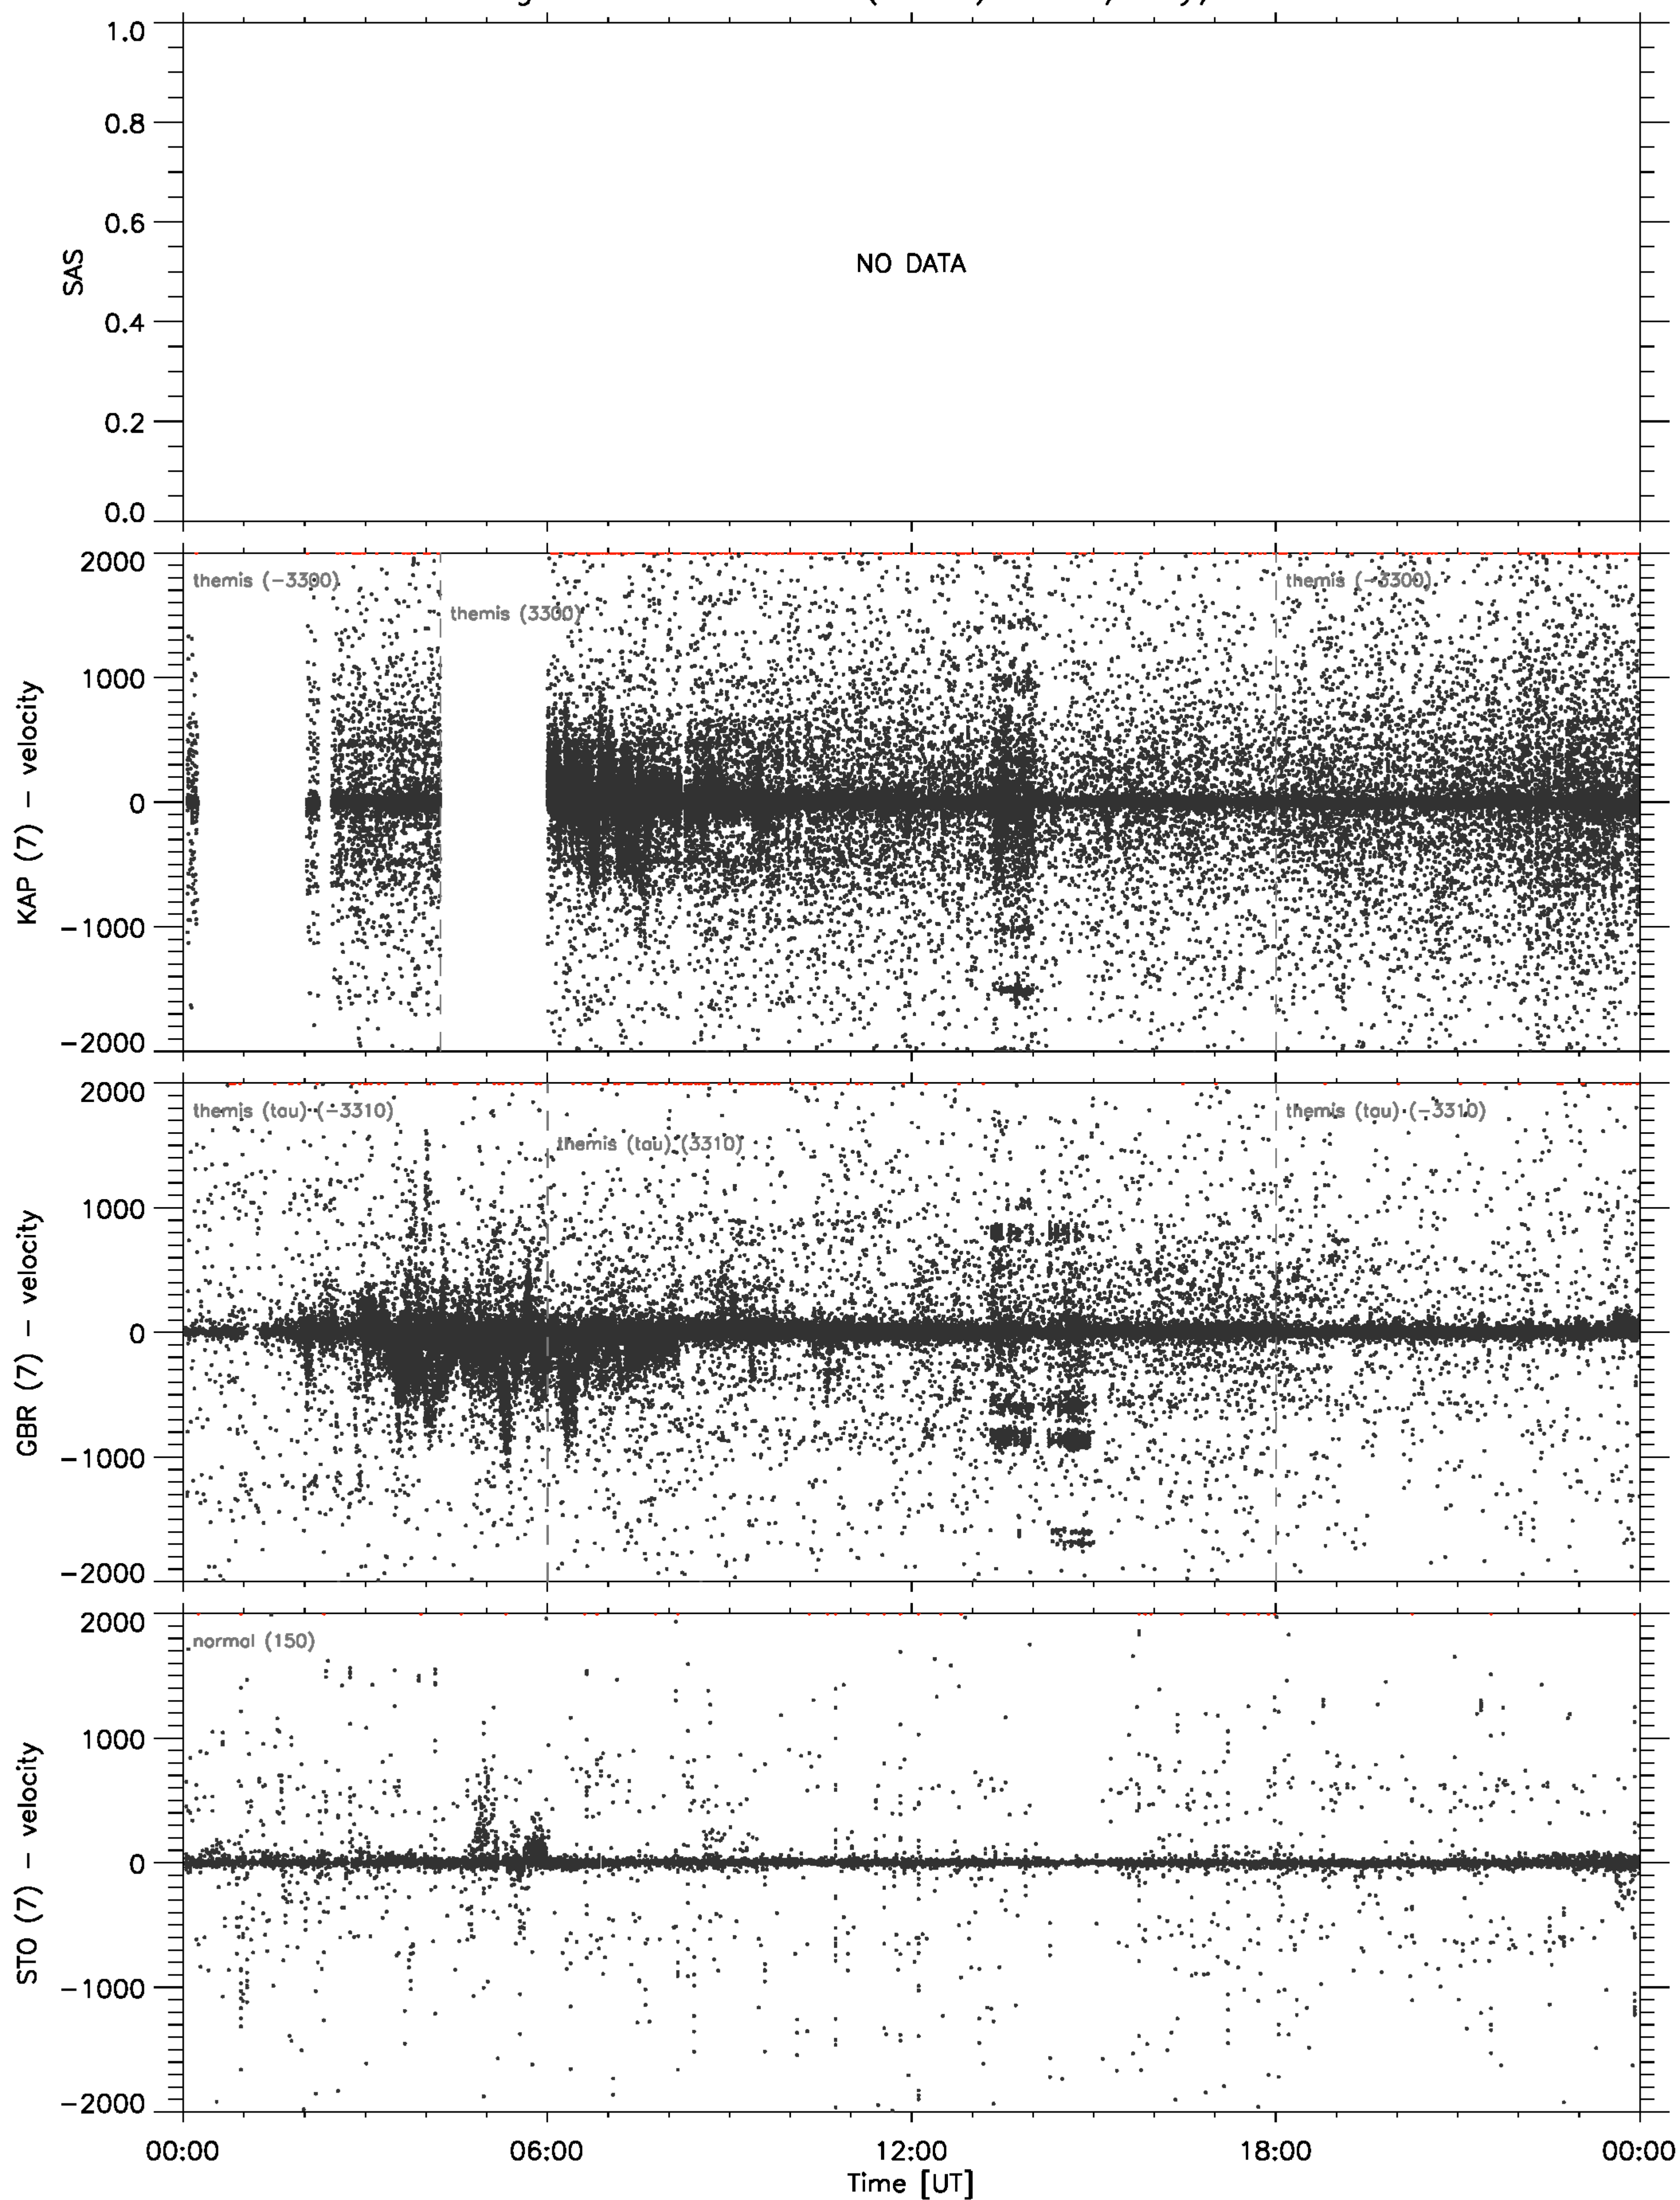 1.0
0.8
0.6
0.4
0.2
0.0
SAS
NO DATA
2000
1000
0
-1000
-2000
KAP (7) - velocity
themis (-3300)
themis (3300)
themis (-3300)
2000
1000
0
-1000
-2000
GBR (7) - velocity
themis (tau) (-3310)
themis (tau) (3310)
themis (tau) (-3310)
2000
1000
0
-1000
-2000
STO (7) - velocity
normal (150)
00:00 06:00 12:00 18:00 00:00
Time [UT]